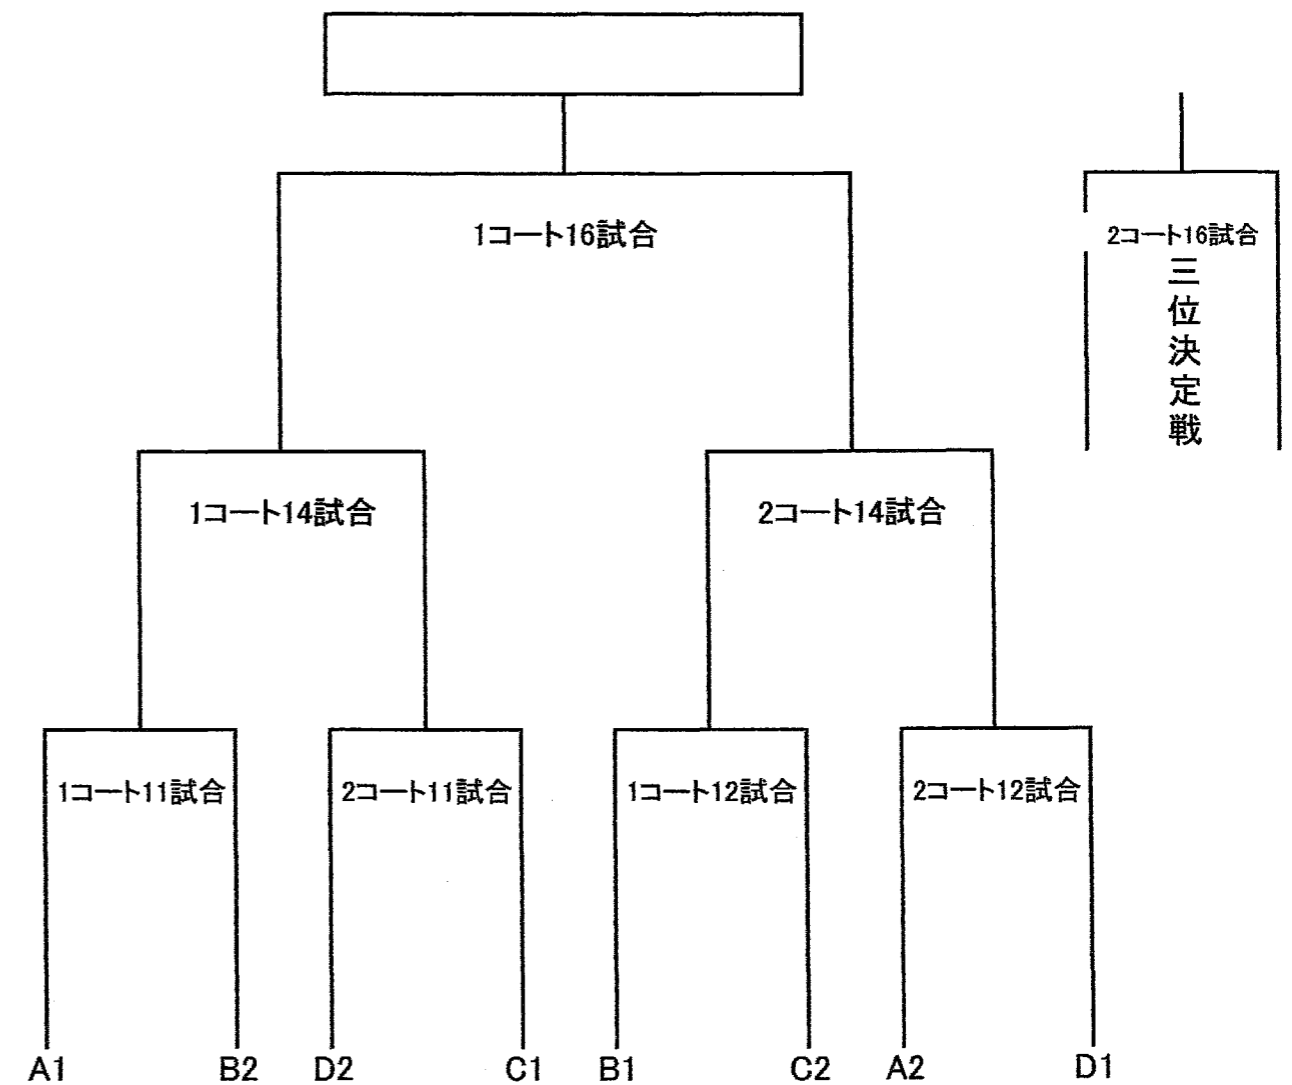 1コート16試合
2コート16試合
三位決定戦
1コート14試合
2コート14試合
1コート11試合
2コート11試合
1コート12試合
2コート12試合
A1
B2
D2
C1
B1
C2
A2
D1